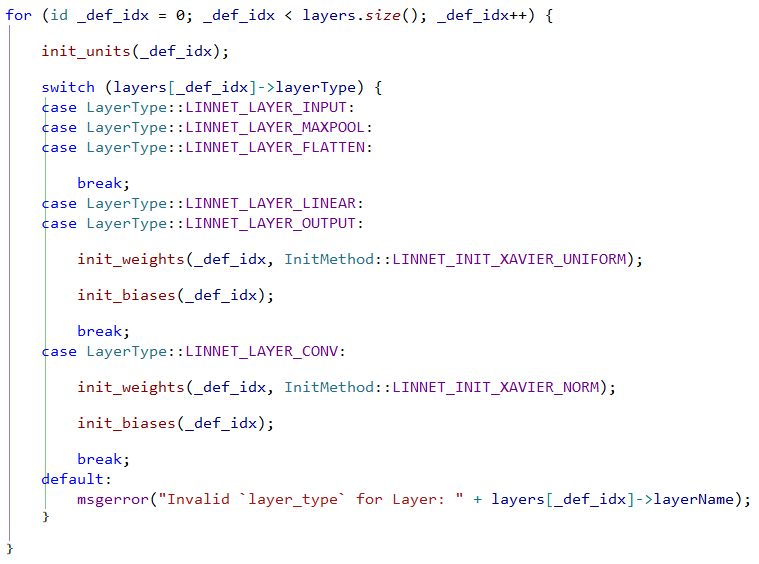 for (id _def_idx = 0; _def_idx < layers.size(); _def_idx++) {
init_units(_def_idx);
switch (layers[_def_idx]->layerType) {
case LayerType::LINNET_LAYER_INPUT:
case LayerType::LINNET_LAYER_MAXPOOL:
case LayerType::LINNET_LAYER_FLATTEN:
break;
case LayerType::LINNET_LAYER_LINEAR:
case LayerType::LINNET_LAYER_OUTPUT:
init_weights(_def_idx, InitMethod::LINNET_INIT_XAVIER_UNIFORM);
init_biases(_def_idx);
break;
case LayerType::LINNET_LAYER_CONV:
init_weights(_def_idx, InitMethod::LINNET_INIT_XAVIER_NORM);
init_biases(_def_idx);
break;
default:
msgerror("Invalid `layer_type` for Layer: " + layers[_def_idx]->layerName);
}
}